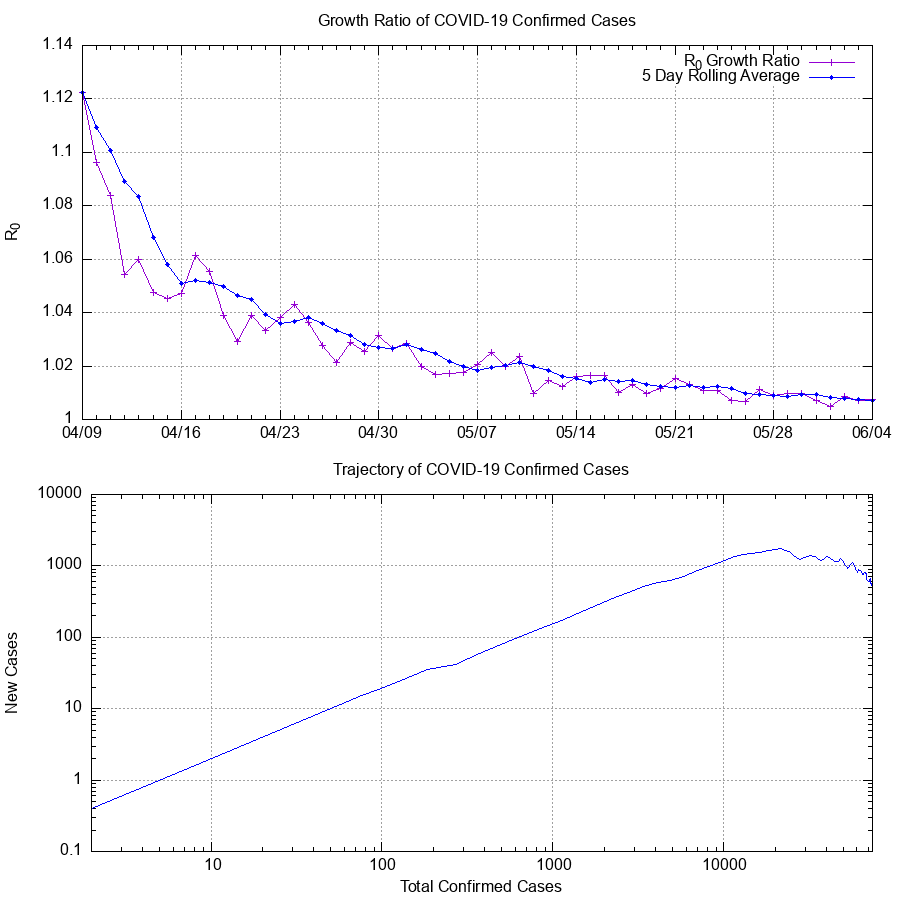 Growth Ratio of COVID-19 Confirmed Cases
1.14
R0 Growth Ratio
5 Day Rolling Average
1.12
1.1
1.08
R0
1.06
1.04
1.02
1
04/09 04/16 04/23 04/30 05/07 05/14 05/21 05/28 06/04
Trajectory of COVID-19 Confirmed Cases
10000
1000
100
New Cases
10
1
0.1
10 100 1000 10000
Total Confirmed Cases